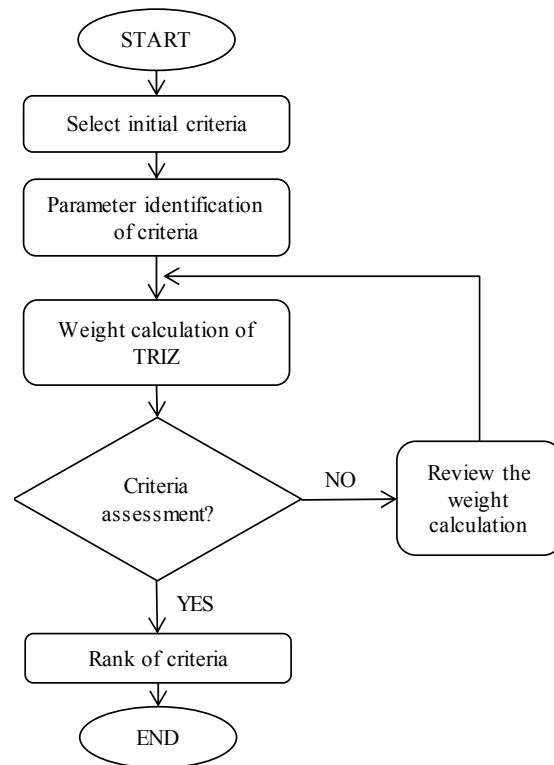 START
Select initial criteria
Parameter identification
of criteria
Weight calculation of
TRIZ
Criteria
assessment?
NO
Review the
weight
calculation
YES
Rank of criteria
END